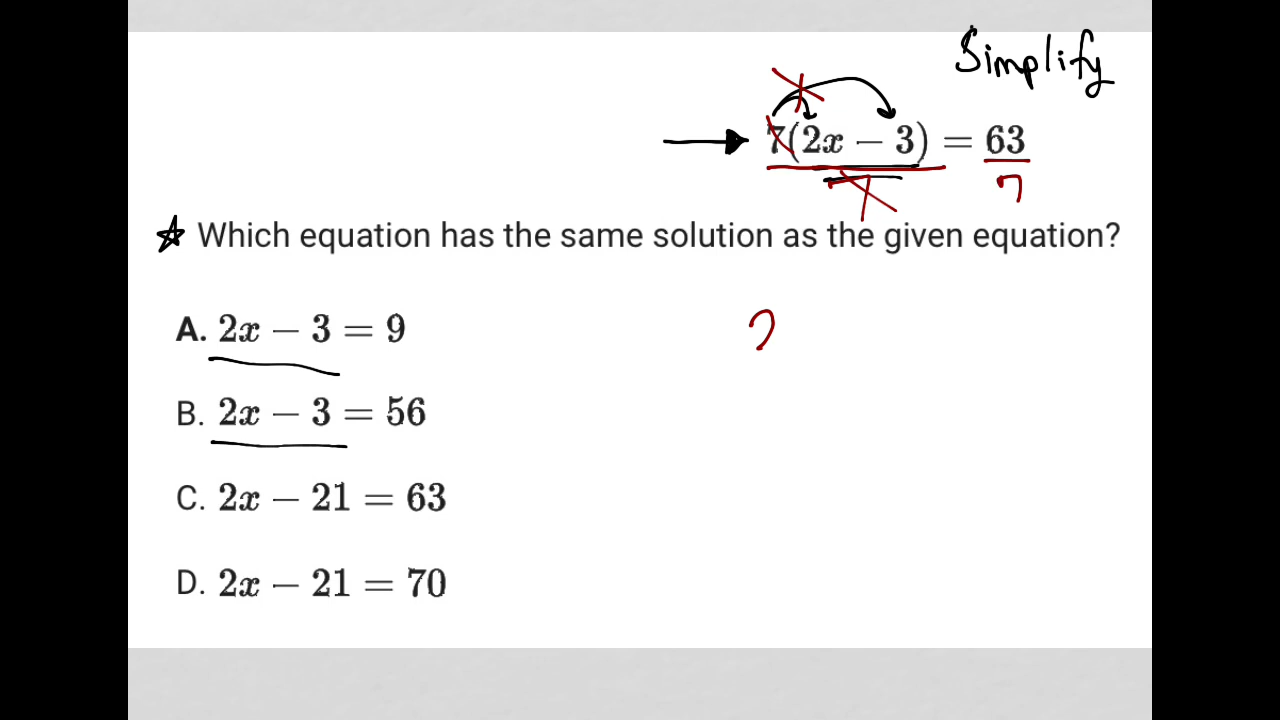 Simplify
7(2x − 3) = 63
7 7
Which equation has the same solution as the given equation?
A. 2x − 3 = 9
2
B. 2x − 3 = 56
C. 2x − 21 = 63
D. 2x − 21 = 70